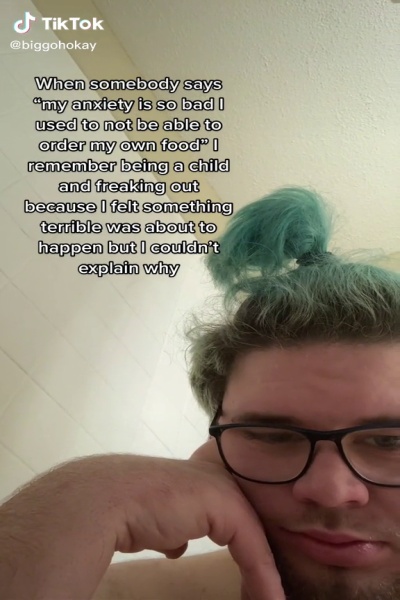 TikTok
@biggohokay
When somebody says
“my anxiety is so bad I
used to not be able to
order my own food” I
remember being a child
and freaking out
because I felt something
terrible was about to
happen but I couldn’t
explain why